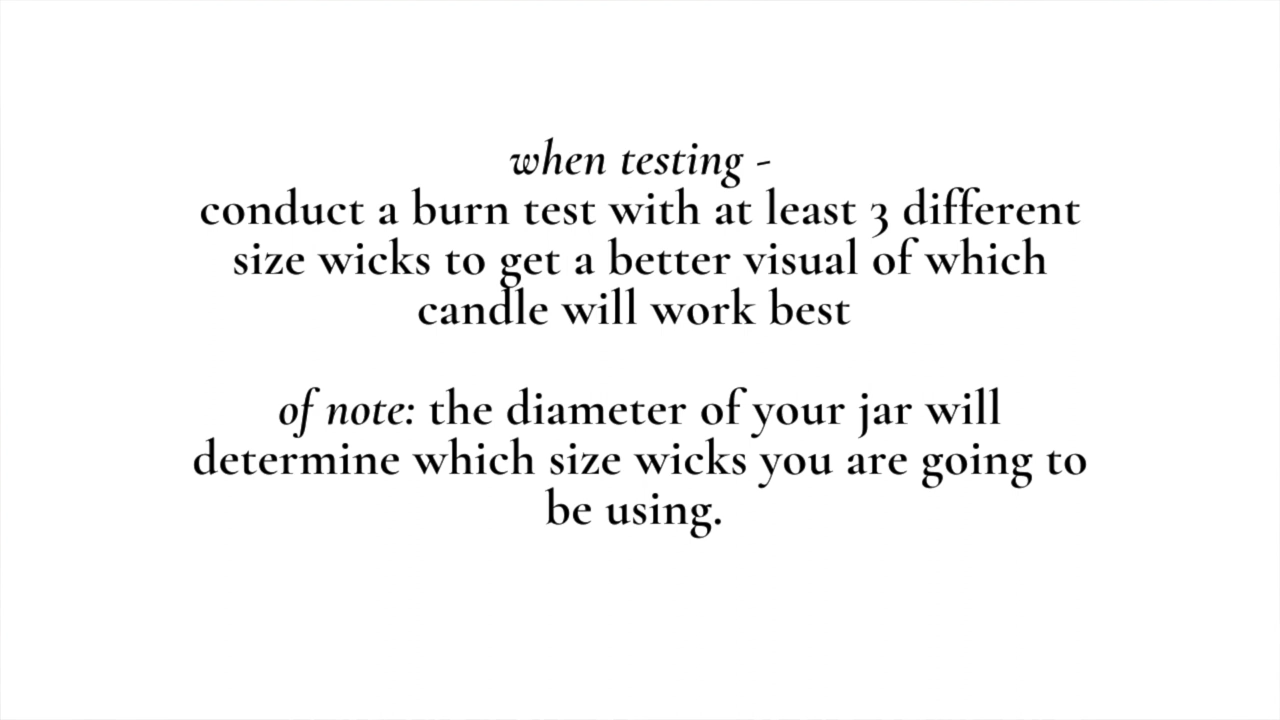 when testing -
conduct a burn test with at least 3 different
size wicks to get a better visual of which
candle will work best
of note: the diameter of your jar will
determine which size wicks you are going to
be using.